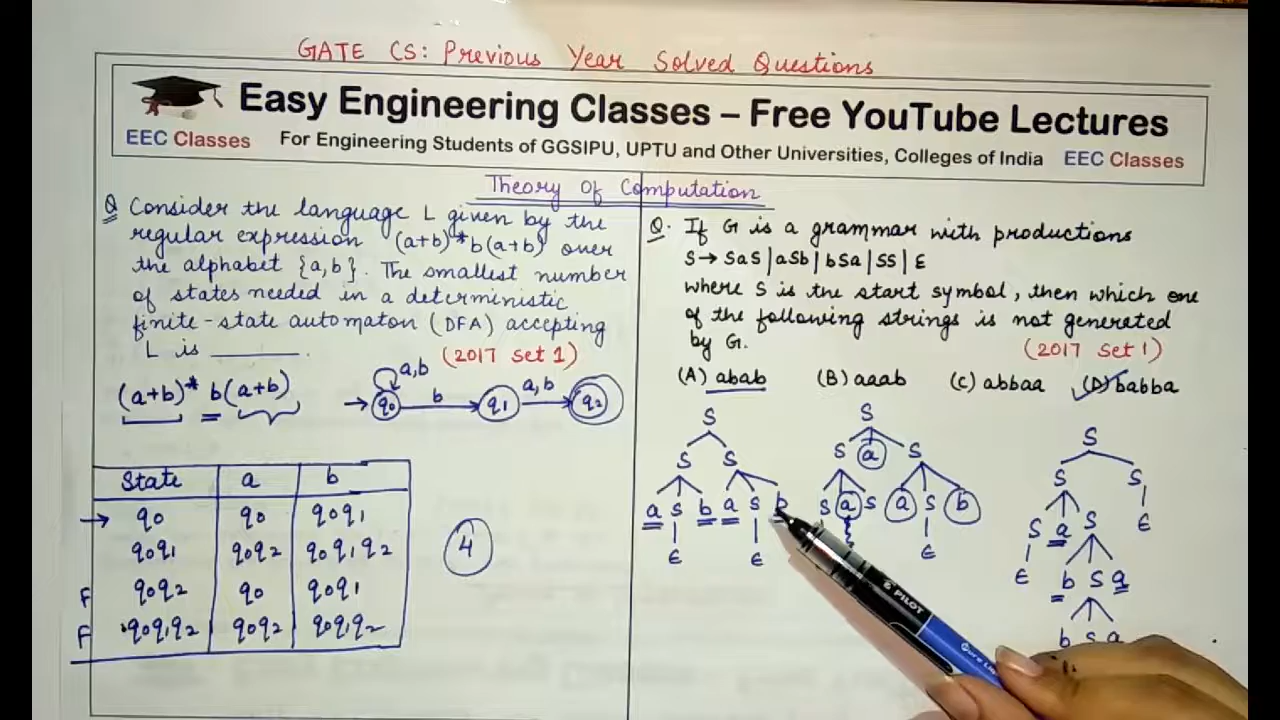 GATE CS: Previous Year Solved Questions
Easy Engineering Classes – Free YouTube Lectures
EEC Classes For Engineering Students of GGSIPU, UPTU and Other Universities, Colleges of India EEC Classes
Theory Of Computation
Q Consider the language L given by the
regular expression (a+b)*b(a+b) over
the alphabet {a,b}. The smallest number
of states needed in a deterministic
finite-state automaton (DFA) accepting
L is ______.
(2017 Set 1)
(a+b)* b(a+b)
a,b
b
a,b
q0 q1 q2
State a b
→ q0 q0 q0q1
q0q1 q0q2 q0q1q2
F q0q2 q0 q0q1
F q0q1q2 q0q2 q0q1q2
4
Q. If G is a grammar with productions
S→ SaS|aSb|bSa|SS|ϵ
where S is the start symbol, then which one
of the following strings is not generated
by G.
(2017 Set 1)
(A) abab (B) aaab (C) abbaa (D) babba
S
S S
a S b a S b
ϵ ϵ
S
S a S
S a S a S b
ϵ
S
S S
S a S ϵ
ϵ b S a
b S a